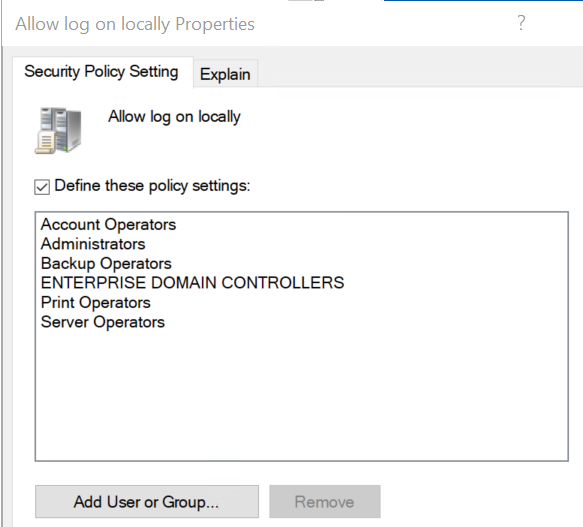 Allow log on locally Properties
?
Security Policy Setting
Explain
Allow log on locally
Define these policy settings:
Account Operators
Administrators
Backup Operators
ENTERPRISE DOMAIN CONTROLLERS
Print Operators
Server Operators
Add User or Group...
Remove